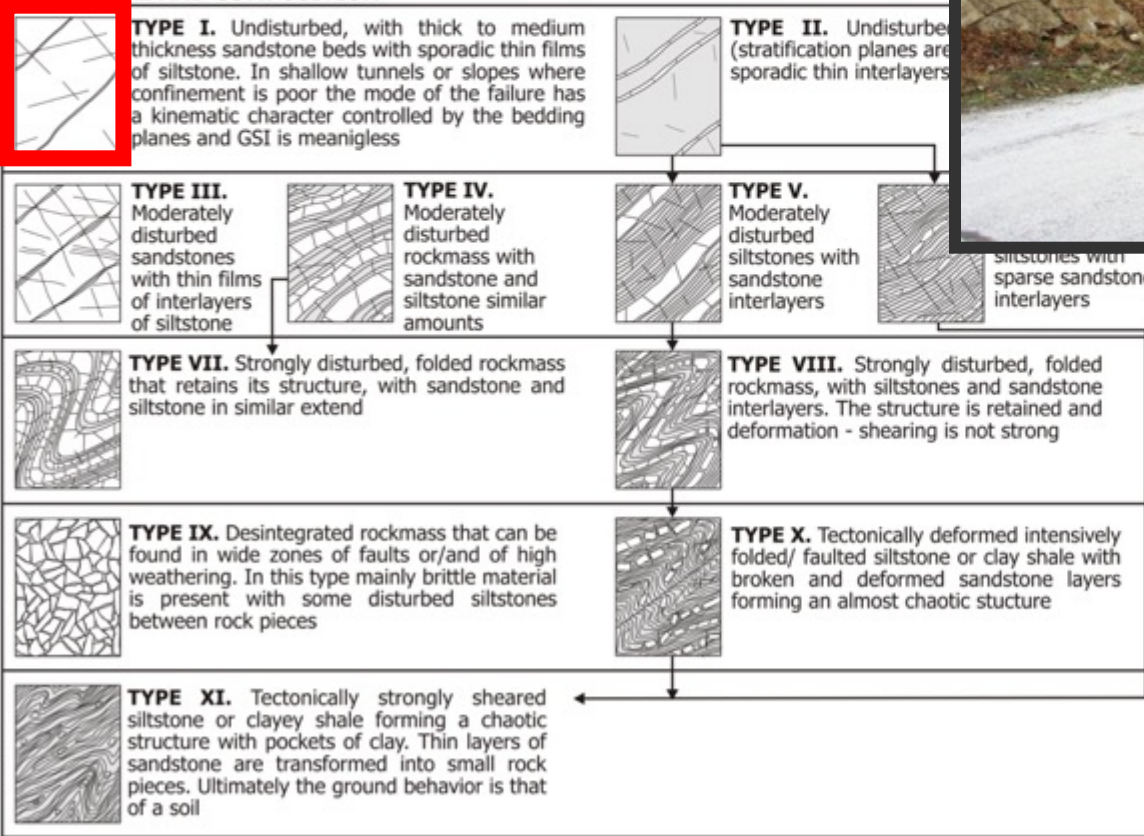 TYPE I. Undisturbed, with thick to medium
thickness sandstone beds with sporadic thin films
of siltstone. In shallow tunnels or slopes where
confinement is poor the mode of the failure has
a kinematic character controlled by the bedding
planes and GSI is meanigless
TYPE II. Undisturbed
(stratification planes are
sporadic thin interlayers
TYPE III.
Moderately
disturbed
sandstones
with thin films
of interlayers
of siltstone
TYPE IV.
Moderately
disturbed
rockmass with
sandstone and
siltstone similar
amounts
TYPE V.
Moderately
disturbed
siltstones with
sandstone
interlayers
siltstones with
sparse sandstone
interlayers
TYPE VII. Strongly disturbed, folded rockmass
that retains its structure, with sandstone and
siltstone in similar extend
TYPE VIII. Strongly disturbed, folded
rockmass, with siltstones and sandstone
interlayers. The structure is retained and
deformation - shearing is not strong
TYPE IX. Desintegrated rockmass that can be
found in wide zones of faults or/and of high
weathering. In this type mainly brittle material
is present with some disturbed siltstones
between rock pieces
TYPE X. Tectonically deformed intensively
folded/ faulted siltstone or clay shale with
broken and deformed sandstone layers
forming an almost chaotic stucture
TYPE XI. Tectonically strongly sheared
siltstone or clayey shale forming a chaotic
structure with pockets of clay. Thin layers of
sandstone are transformed into small rock
pieces. Ultimately the ground behavior is that
of a soil